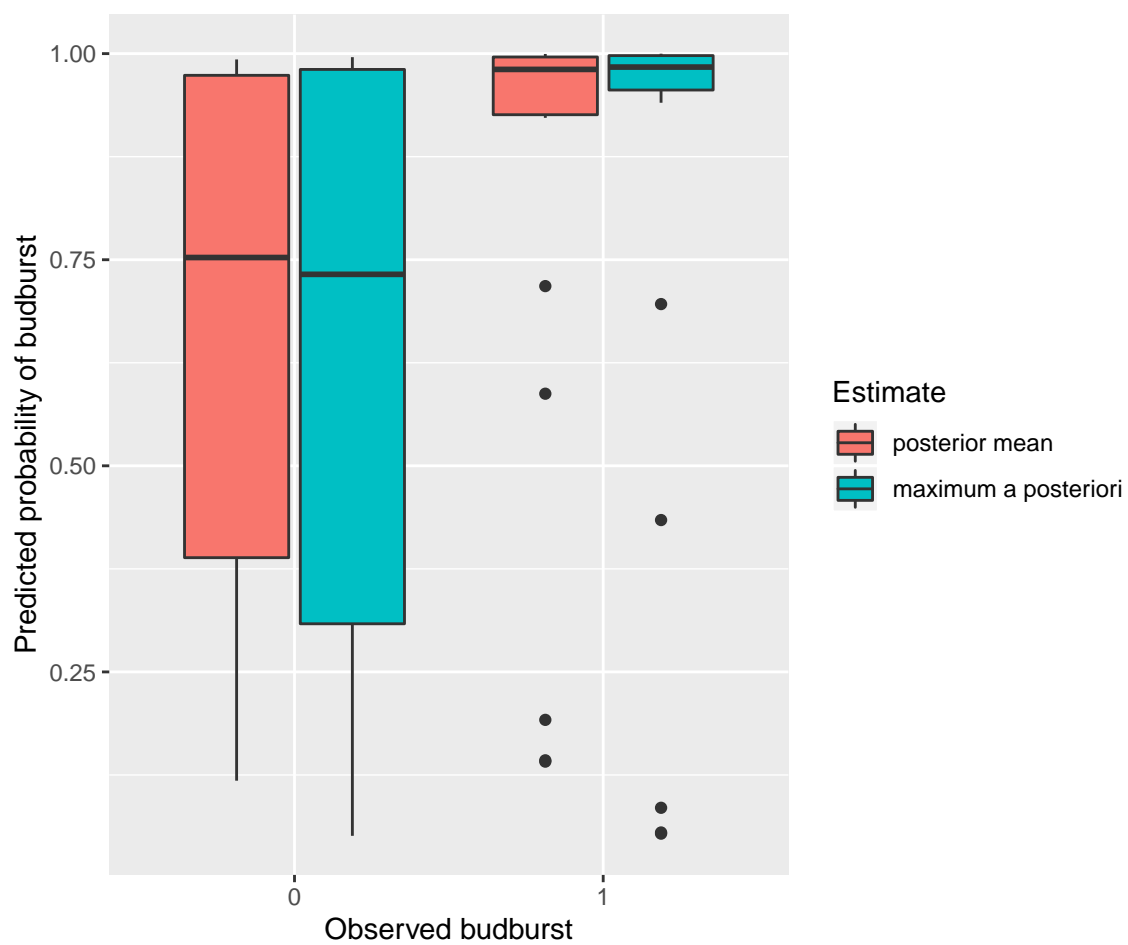 Predicted probability of budburst
1.00
0.75
0.50
0.25
0
1
Observed budburst
Estimate
posterior mean
maximum a posteriori